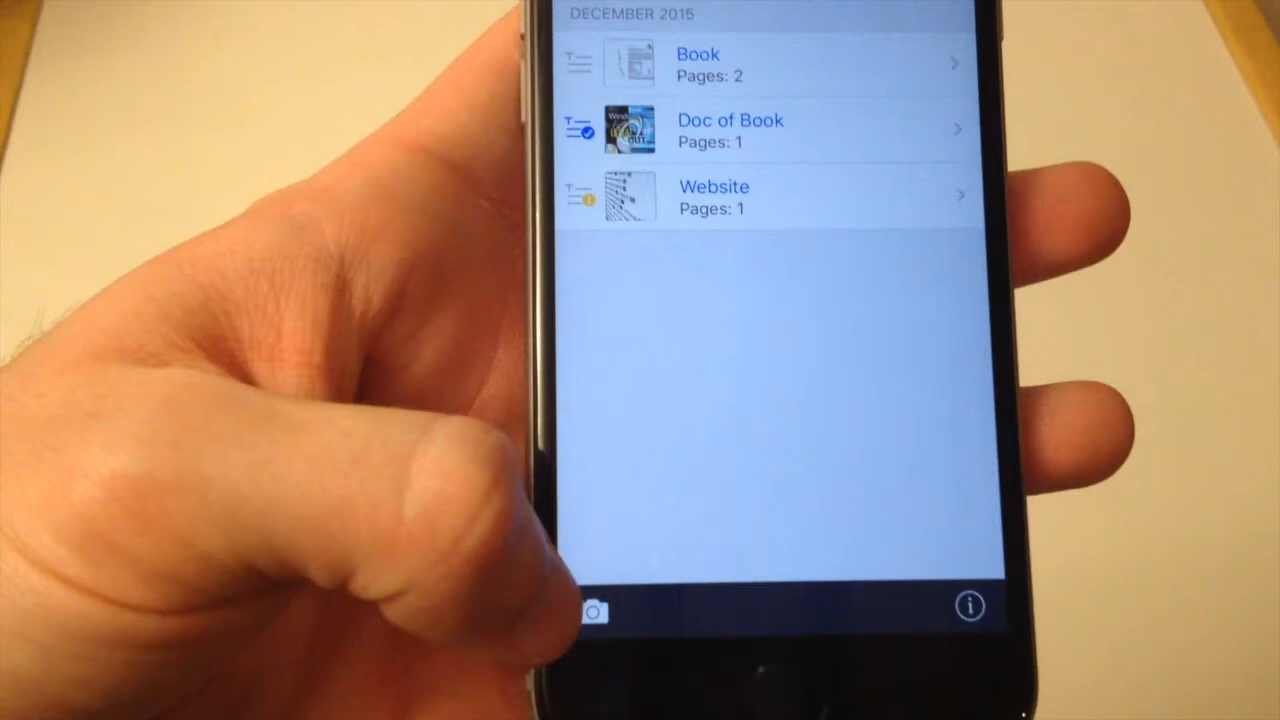 DECEMBER 2015
Book
Pages: 2
Doc of Book
Pages: 1
Website
Pages: 1